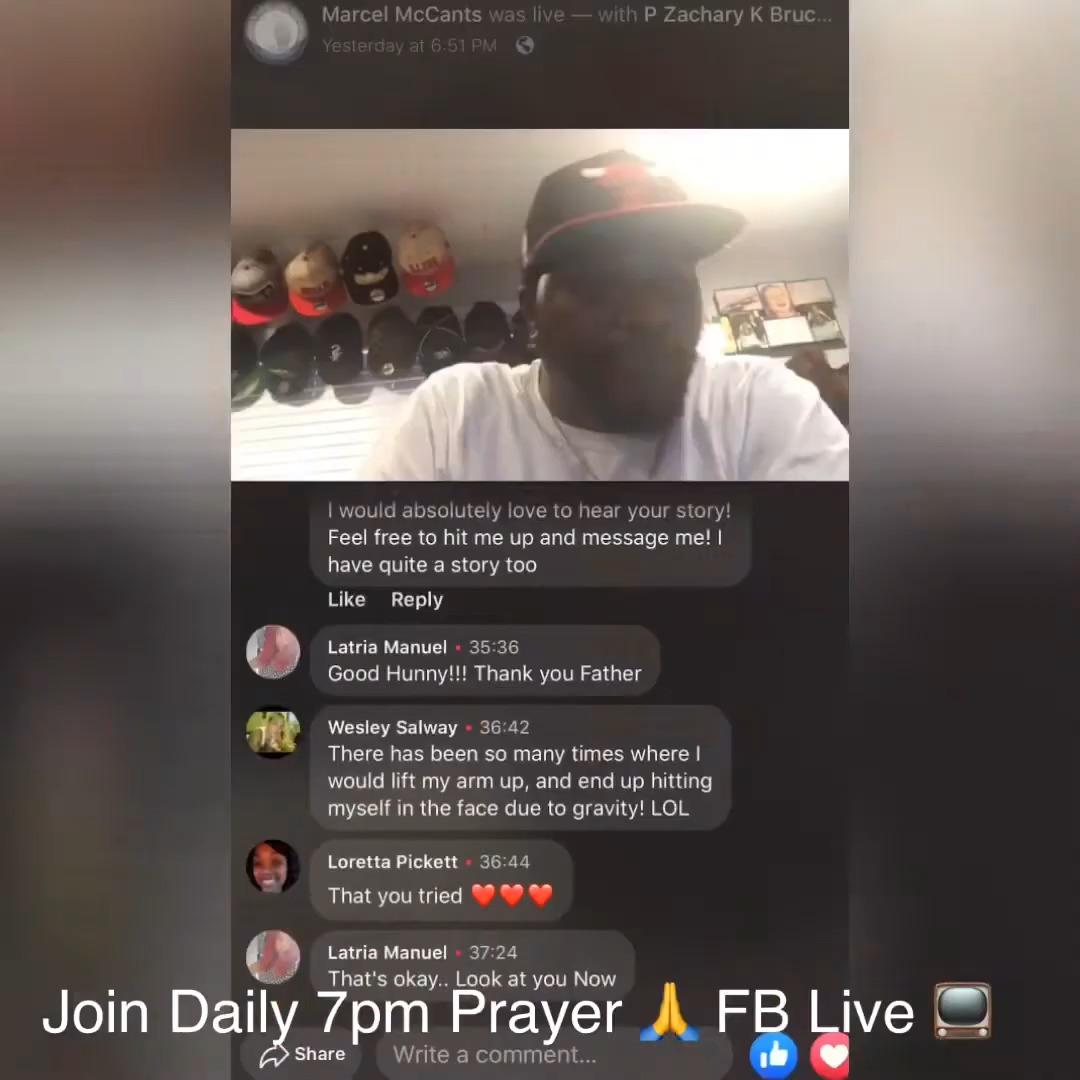 Marcel McCants was live — with P Zachary K Bruc...
Yesterday at 6:51 PM
I would absolutely love to hear your story!
Feel free to hit me up and message me! I
have quite a story too
Like Reply
Latria Manuel • 35:36
Good Hunny!!! Thank you Father
Wesley Salway • 36:42
There has been so many times where I
would lift my arm up, and end up hitting
myself in the face due to gravity! LOL
Loretta Pickett • 36:44
That you tried ❤️❤️❤️
Latria Manuel • 37:24
That's okay.. Look at you Now
Join Daily 7pm Prayer 🙏 FB Live 📺
Share Write a comment...